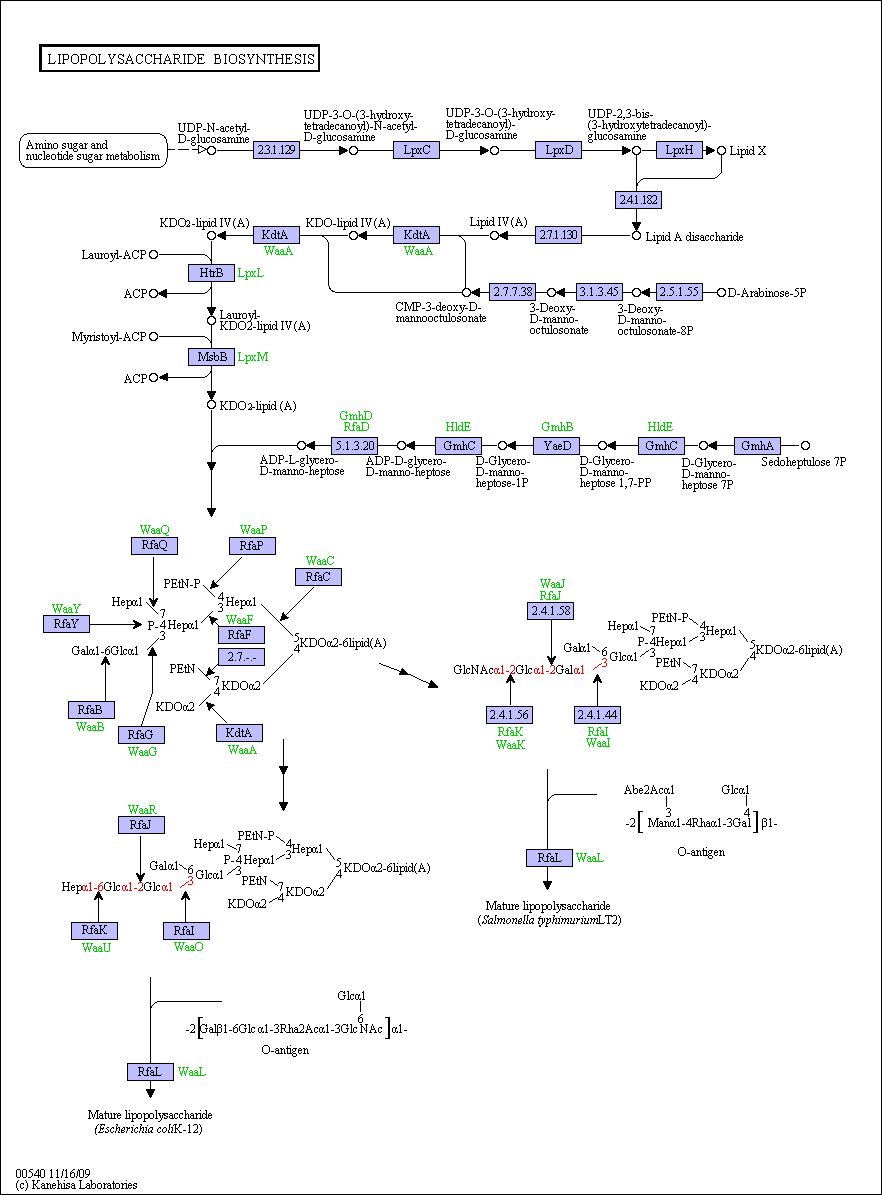 LIPOPOLYSACCHARIDE BIOSYNTHESIS
Amino sugar and
nucleotide sugar metabolism
UDP-N-acetyl-
D-glucosamine
2.3.1.129
UDP-3-O-(3-hydroxy-
tetradecanoyl)-N-acetyl-
D-glucosamine
LpxC
UDP-3-O-(3-hydroxy-
tetradecanoyl)-
D-glucosamine
LpxD
UDP-2,3-bis-
(3-hydroxytetradecanoyl)-
glucosamine
LpxH
Lipid X
2.4.1.182
KDO2-lipid IV(A)
KdtA
WaaA
KDO-lipid IV(A)
KdtA
WaaA
Lipid IV(A)
2.7.1.130
Lipid A disaccharide
Lauroyl-ACP
HtrB
LpxL
ACP
2.7.7.38
3.1.3.45
2.5.1.55
D-Arabinose-5P
CMP-3-deoxy-D-
mannooctulosonate
3-Deoxy-
D-manno-
octulosonate
3-Deoxy-
D-manno-
octulosonate-8P
Lauroyl-
KDO2-lipid IV(A)
Myristoyl-ACP
MsbB
LpxM
ACP
KDO2-lipid (A)
GmhD
RfaD
5.1.3.20
HldE
GmhC
GmhB
YaeD
HldE
GmhC
GmhA
ADP-L-glycero-
D-manno-heptose
ADP-D-glycero-
D-manno-heptose
D-Glycero-
D-manno-
heptose-1P
D-Glycero-
D-manno-
heptose 1,7-PP
D-Glycero-
D-manno-
heptose 7P
Sedoheptulose 7P
WaaQ
RfaQ
WaaP
RfaP
WaaC
RfaC
PEtN-P
Hepα1
4
3
Hepα1
WaaY
RfaY
7
P-4
3
Hepα1
WaaF
RfaF
5
4
KDOα2-6lipid(A)
Galα1-6Glcα1
2.7.-.-
PEtN
7
4
KDOα2
KDOα2
RfaB
WaaB
RfaG
WaaG
KdtA
WaaA
WaaJ
RfaJ
2.4.1.58
PEtN-P
4
3
Hepα1
Hepα1
7
P-4
3
Hepα1
5
4
KDOα2-6lipid(A)
Galα1
6
3
Glcα1
PEtN
7
4
KDOα2
KDOα2
GlcNAcα1-2Glcα1-2Galα1
2.4.1.56
RfaK
WaaK
2.4.1.44
RfaI
WaaI
Abe2Acα1
Glcα1
3
4
-2[ Manα1-4Rhaα1-3Gal ]β1-
O-antigen
RfaL
WaaL
Mature lipopolysaccharide
(Salmonella typhimuriumLT2)
WaaR
RfaJ
PEtN-P
4
3
Hepα1
Hepα1
7
P-4
3
Hepα1
5
4
KDOα2-6lipid(A)
Galα1
6
3
Glcα1
PEtN
7
4
KDOα2
KDOα2
Hepα1-6Glcα1-2Glcα1
RfaK
WaaU
RfaI
WaaO
Glcα1
6
-2[Galβ1-6Glcα1-3Rha2Acα1-3GlcNAc]α1-
O-antigen
RfaL
WaaL
Mature lipopolysaccharide
(Escherichia coliK-12)
00540 11/16/09
(c) Kanehisa Laboratories